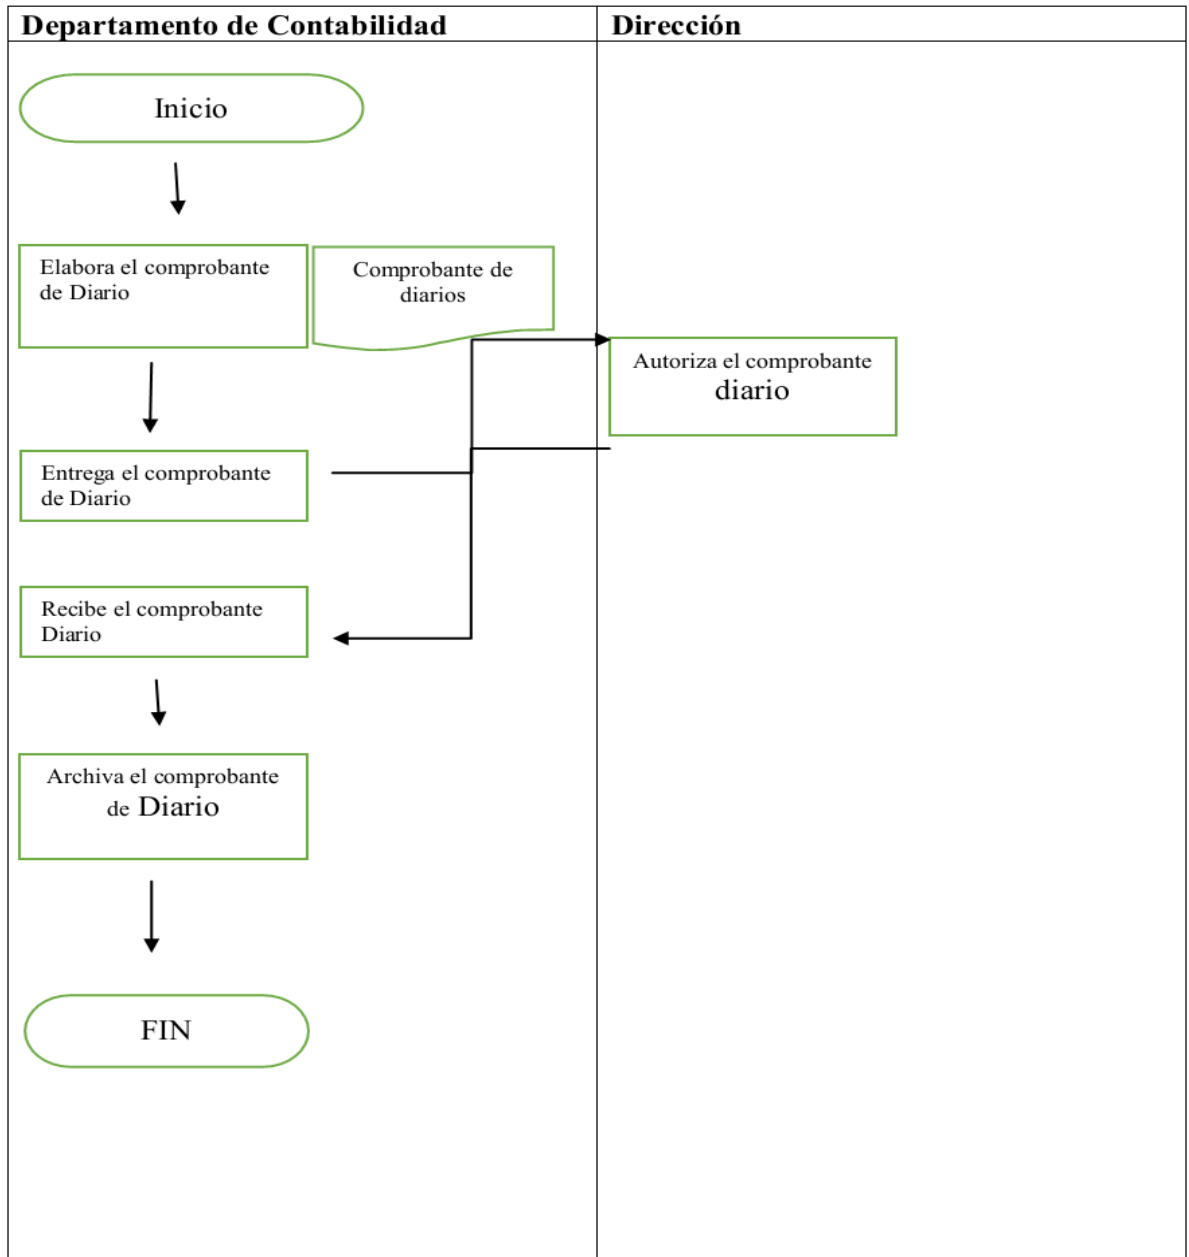 Departamento de Contabilidad
Dirección
Inicio
Elabora el comprobante
de Diario
Comprobante de
diarios
Autoriza el comprobante
diario
Entrega el comprobante
de Diario
Recibe el comprobante
Diario
Archiva el comprobante
de Diario
FIN